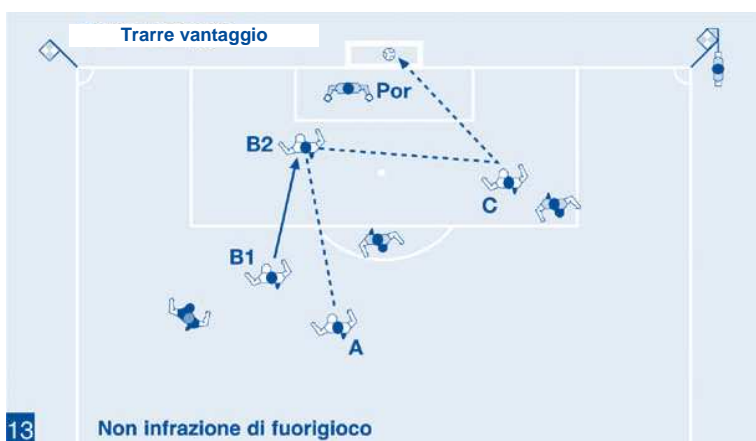 Trarre vantaggio
Por
B2
C
B1
A
13
Non infrazione di fuorigioco